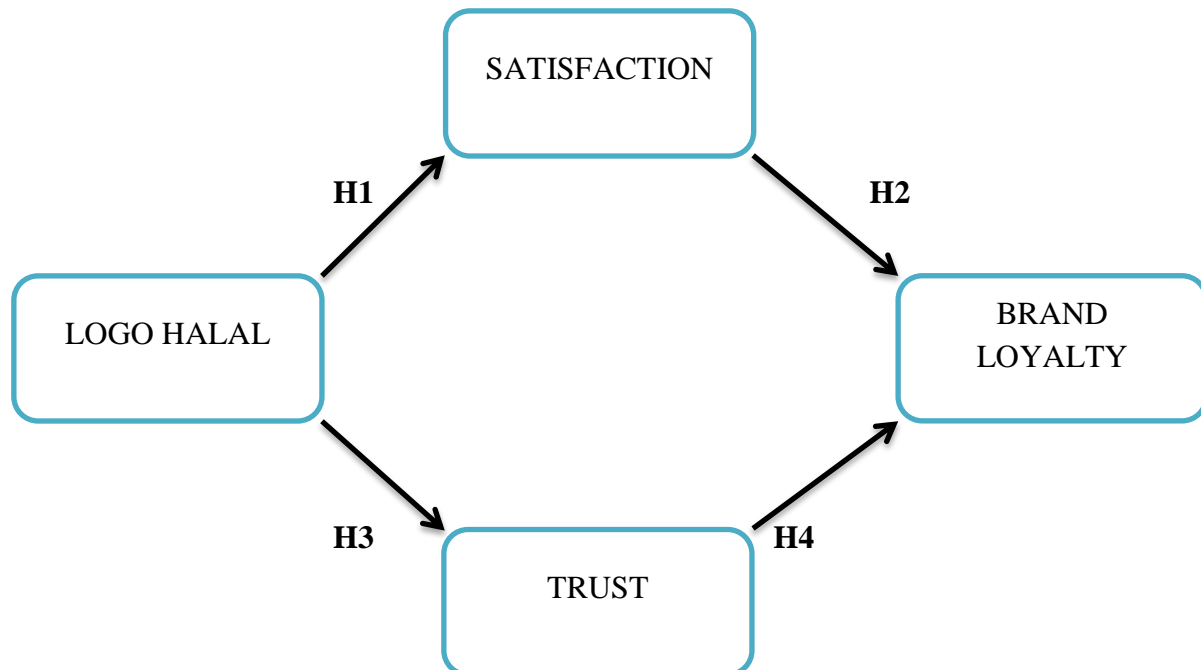 SATISFACTION
H1
H2
LOGO HALAL
BRAND
LOYALTY
H3
H4
TRUST